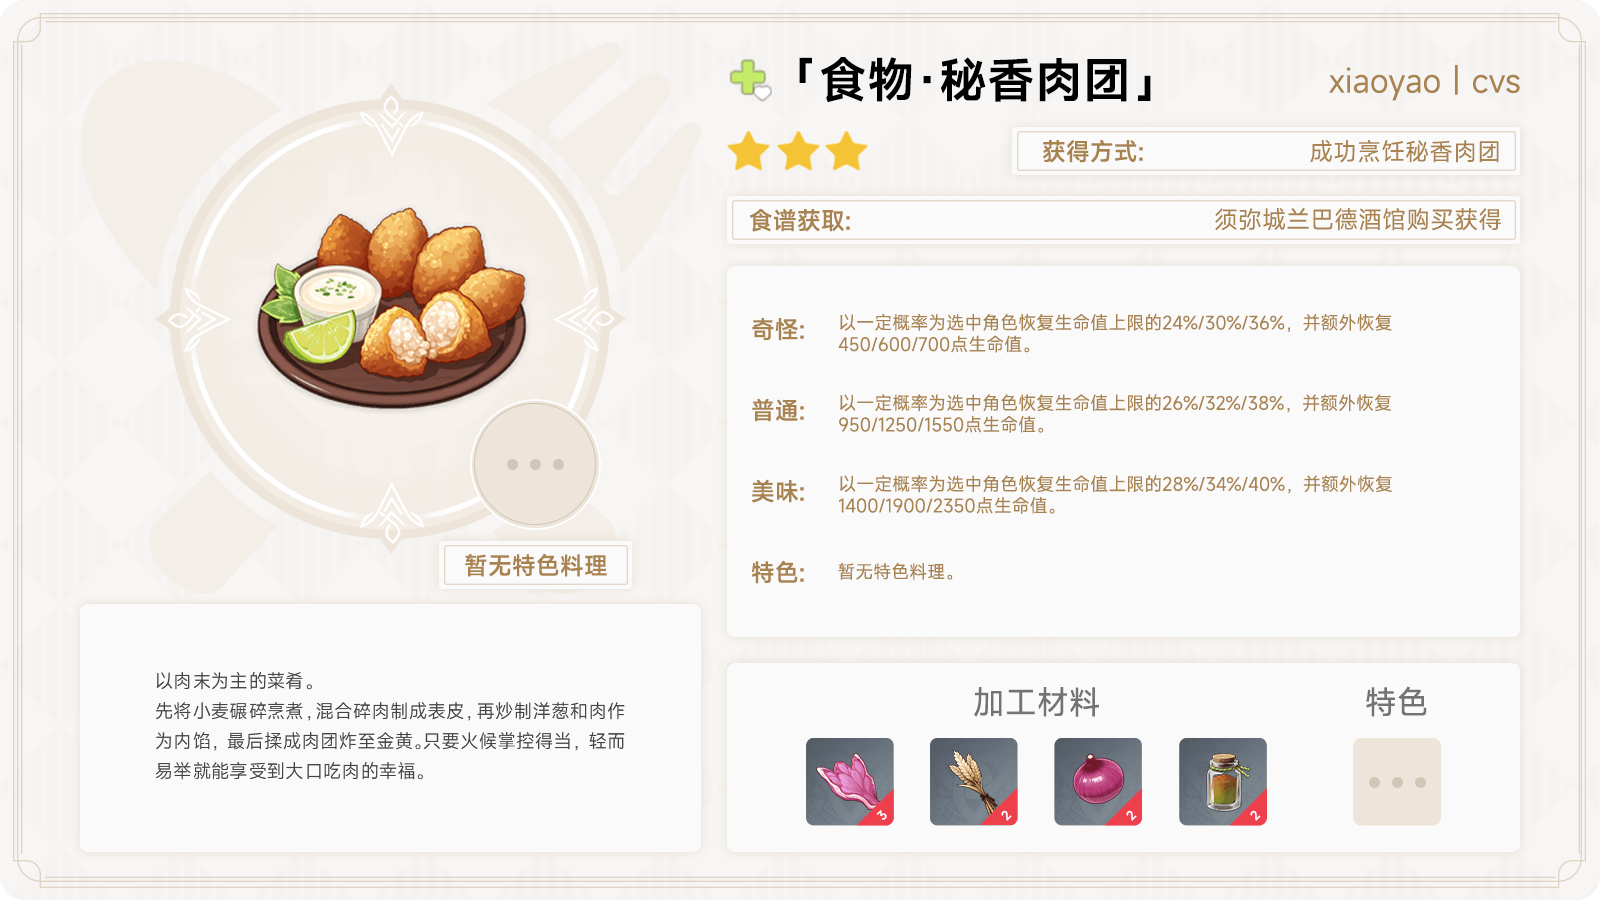 「食物·秘香肉团」
xiaoyao | cvs
获得方式:
成功烹饪秘香肉团
食谱获取:
须弥城兰巴德酒馆购买获得
奇怪:
以一定概率为选中角色恢复生命值上限的24%/30%/36%，并额外恢复
450/600/700点生命值。
普通:
以一定概率为选中角色恢复生命值上限的26%/32%/38%，并额外恢复
950/1250/1550点生命值。
美味:
以一定概率为选中角色恢复生命值上限的28%/34%/40%，并额外恢复
1400/1900/2350点生命值。
特色:
暂无特色料理。
暂无特色料理
以肉末为主的菜肴。
先将小麦碾碎烹煮,混合碎肉制成表皮,再炒制洋葱和肉作
为内馅，最后揉成肉团炸至金黄。只要火候掌控得当，轻而
易举就能享受到大口吃肉的幸福。
加工材料
特色
3
2
2
2